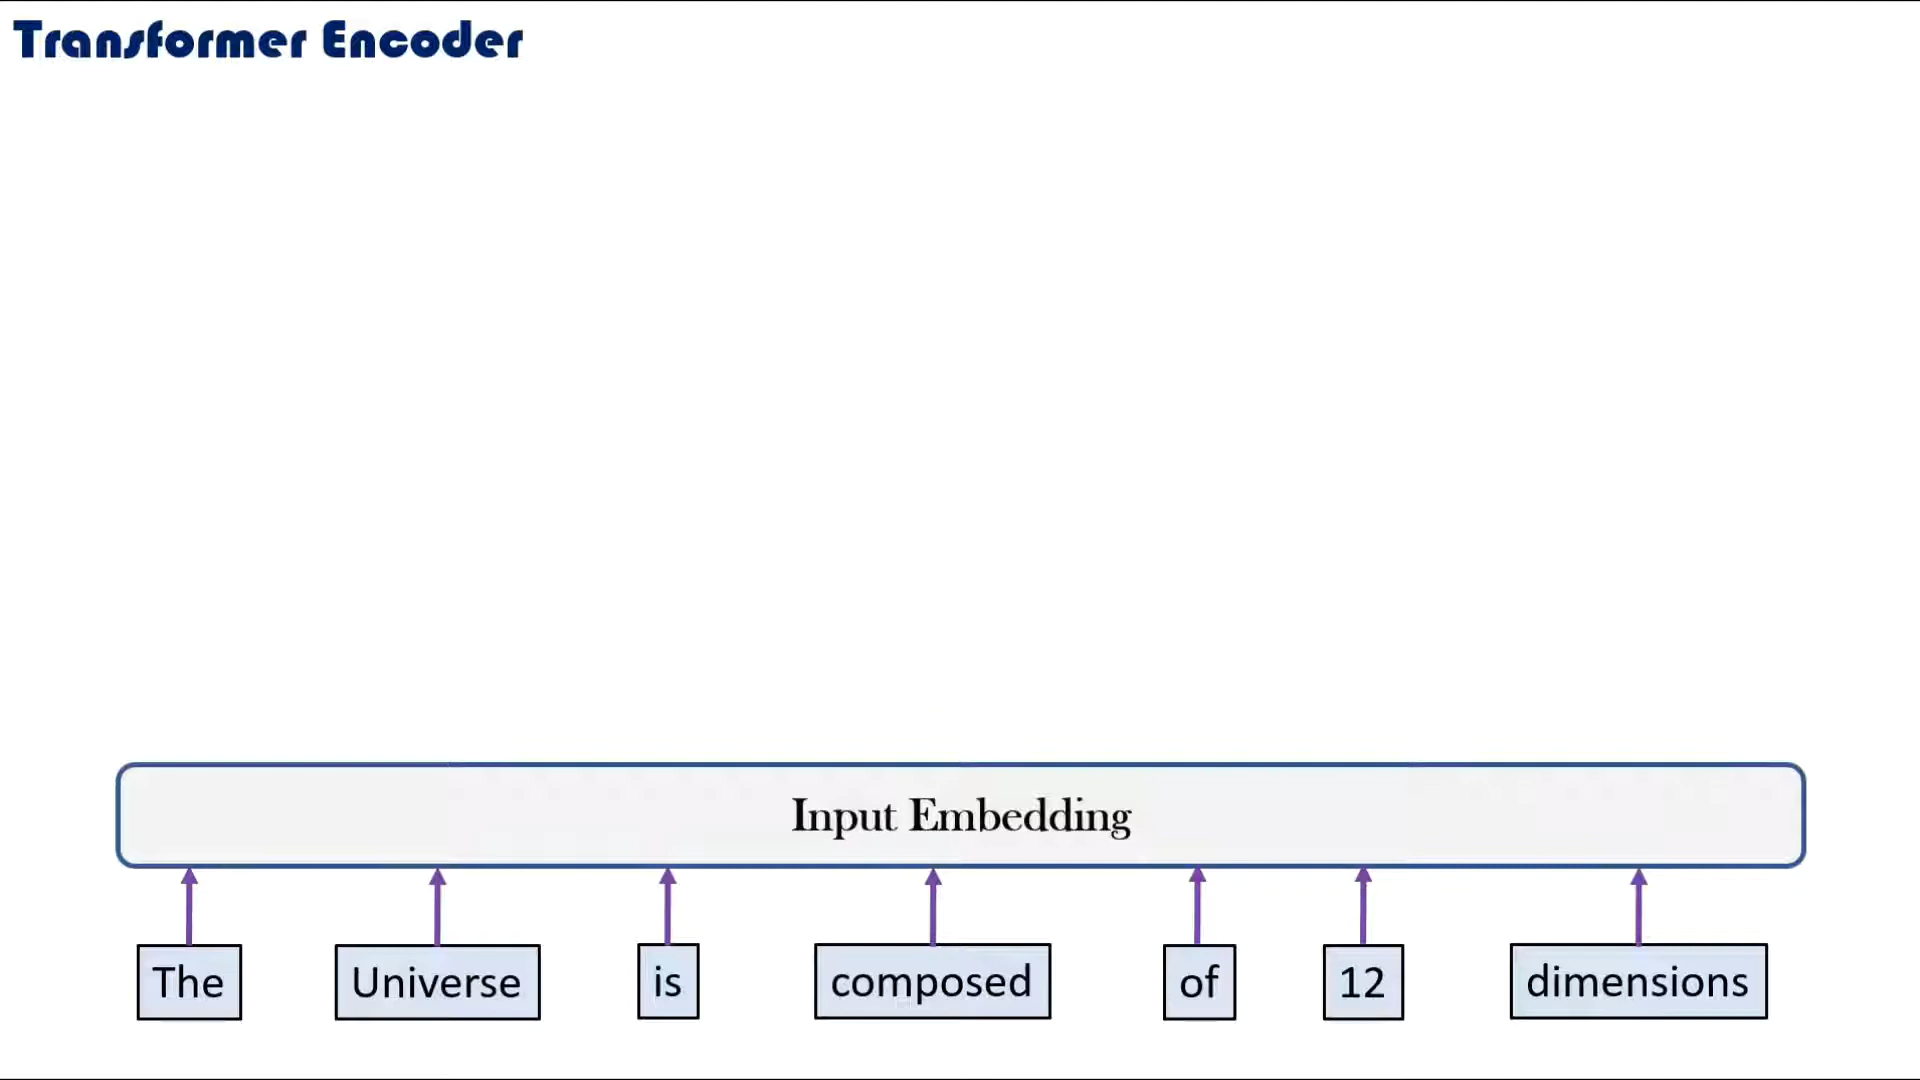 Transformer Encoder
Input Embedding
The Universe is composed of 12 dimensions